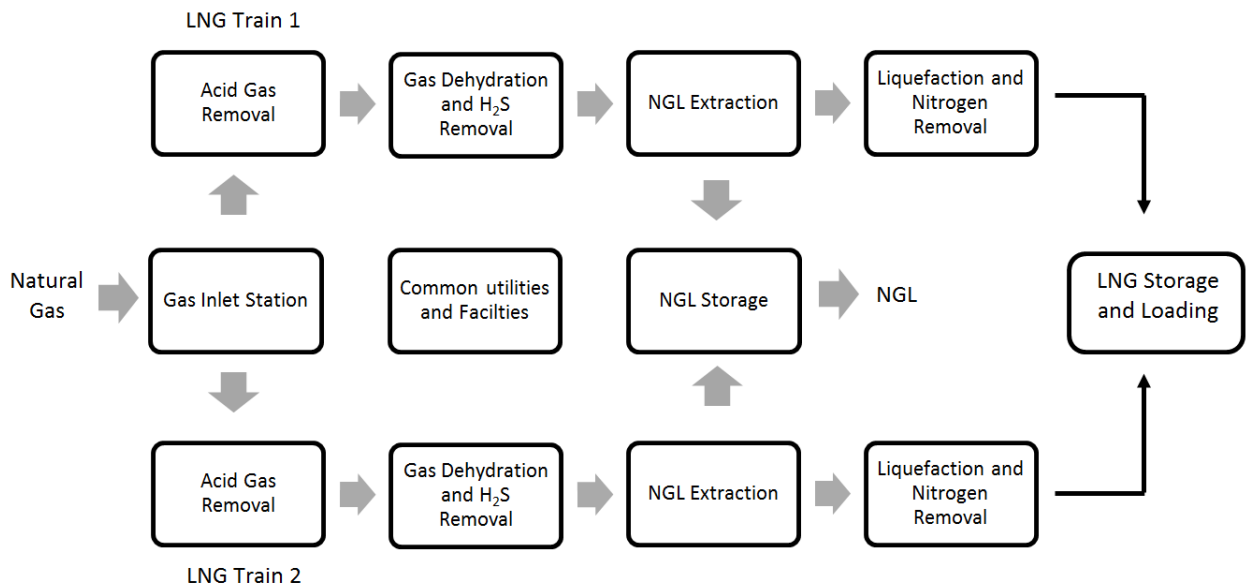 LNG Train 1
Acid Gas
Removal
Gas Dehydration
and H₂S
Removal
NGL Extraction
Liquefaction and
Nitrogen
Removal
Natural
Gas
Gas Inlet Station
Common utilities
and Facilties
NGL Storage
NGL
LNG Storage
and Loading
Acid Gas
Removal
Gas Dehydration
and H₂S
Removal
NGL Extraction
Liquefaction and
Nitrogen
Removal
LNG Train 2